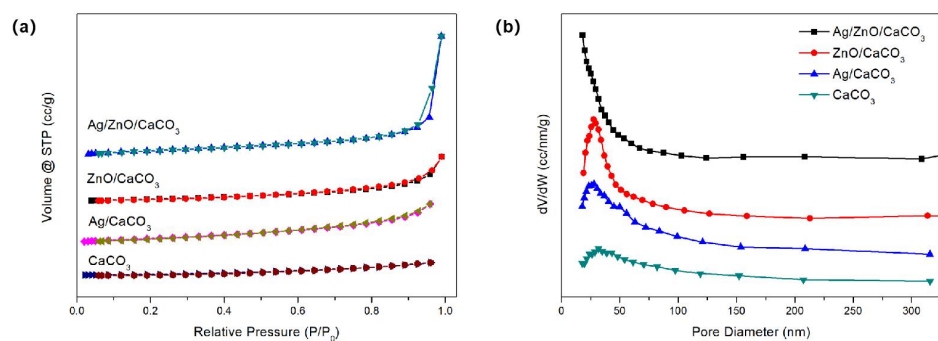 (a)
Volume @ STP (cc/g)
Ag/ZnO/CaCO₃
ZnO/CaCO₃
Ag/CaCO₃
CaCO₃
0.0 0.2 0.4 0.6 0.8 1.0
Relative Pressure (P/P₀)
(b)
dV/dW (cc/nm/g)
Ag/ZnO/CaCO₃
ZnO/CaCO₃
Ag/CaCO₃
CaCO₃
0 50 100 150 200 250 300
Pore Diameter (nm)